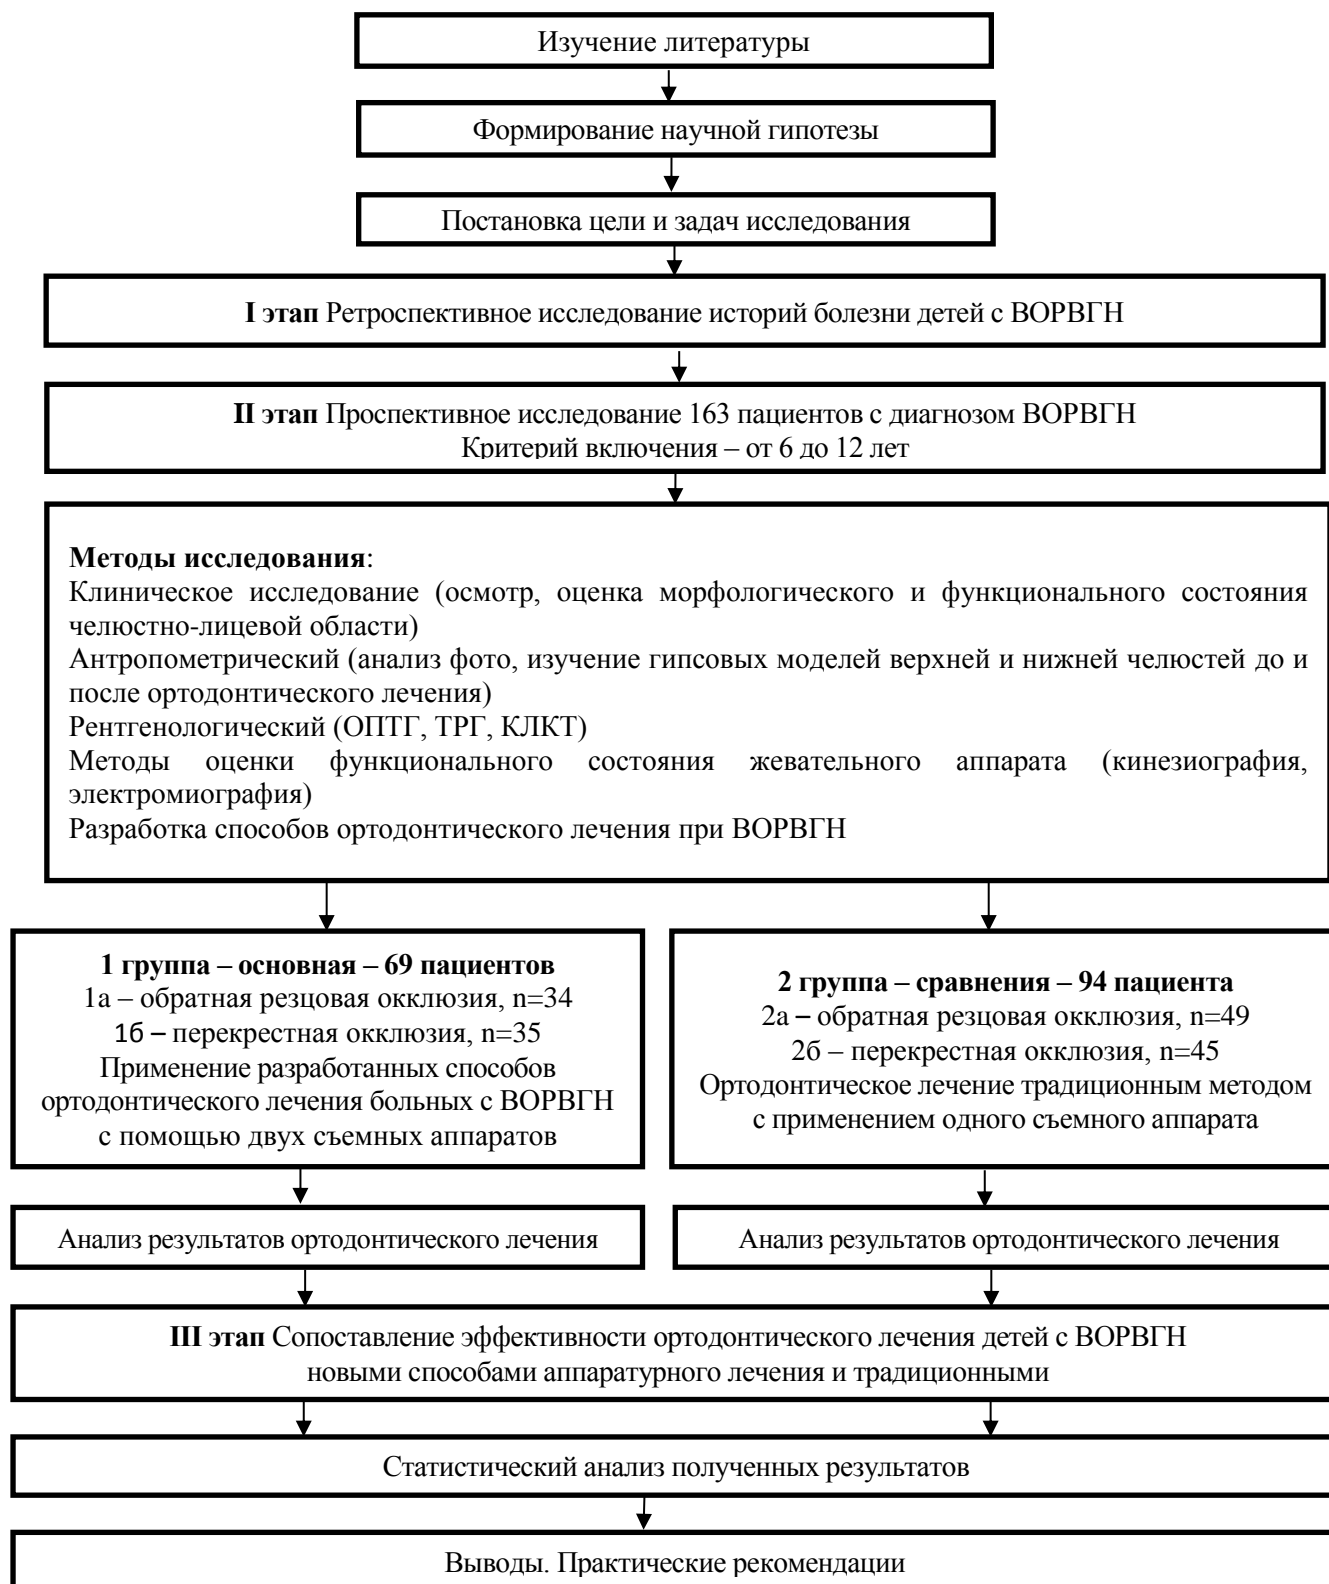 Изучение литературы
Формирование научной гипотезы
Постановка цели и задач исследования
I этап Ретроспективное исследование историй болезни детей с ВОРВГН
II этап Проспективное исследование 163 пациентов с диагнозом ВОРВГН
Критерий включения – от 6 до 12 лет
Методы исследования:
Клиническое исследование (осмотр, оценка морфологического и функционального состояния
челюстно-лицевой области)
Антропометрический (анализ фото, изучение гипсовых моделей верхней и нижней челюстей до и
после ортодонтического лечения)
Рентгенологический (ОПТГ, ТРГ, КЛКТ)
Методы оценки функционального состояния жевательного аппарата (кинезиография,
электромиография)
Разработка способов ортодонтического лечения при ВОРВГН
1 группа – основная – 69 пациентов
1а – обратная резцовая окклюзия, n=34
1б – перекрестная окклюзия, n=35
Применение разработанных способов
ортодонтического лечения больных с ВОРВГН
с помощью двух съемных аппаратов
2 группа – сравнения – 94 пациента
2а – обратная резцовая окклюзия, n=49
2б – перекрестная окклюзия, n=45
Ортодонтическое лечение традиционным методом
с применением одного съемного аппарата
Анализ результатов ортодонтического лечения
Анализ результатов ортодонтического лечения
III этап Сопоставление эффективности ортодонтического лечения детей с ВОРВГН
новыми способами аппаратурного лечения и традиционными
Статистический анализ полученных результатов
Выводы. Практические рекомендации